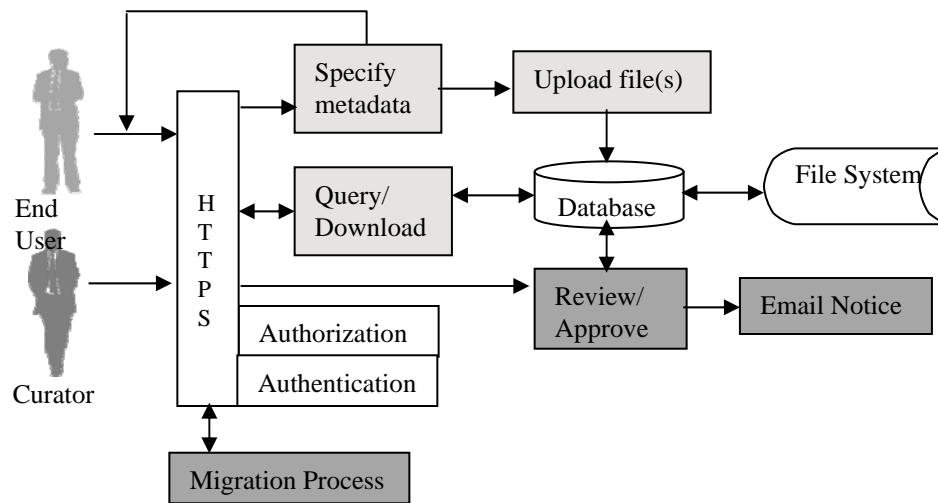 Specify
metadata
Upload file(s)
End
User
H
T
T
P
S
Query/
Download
Database
File System
Curator
Authorization
Authentication
Review/
Approve
Email Notice
Migration Process